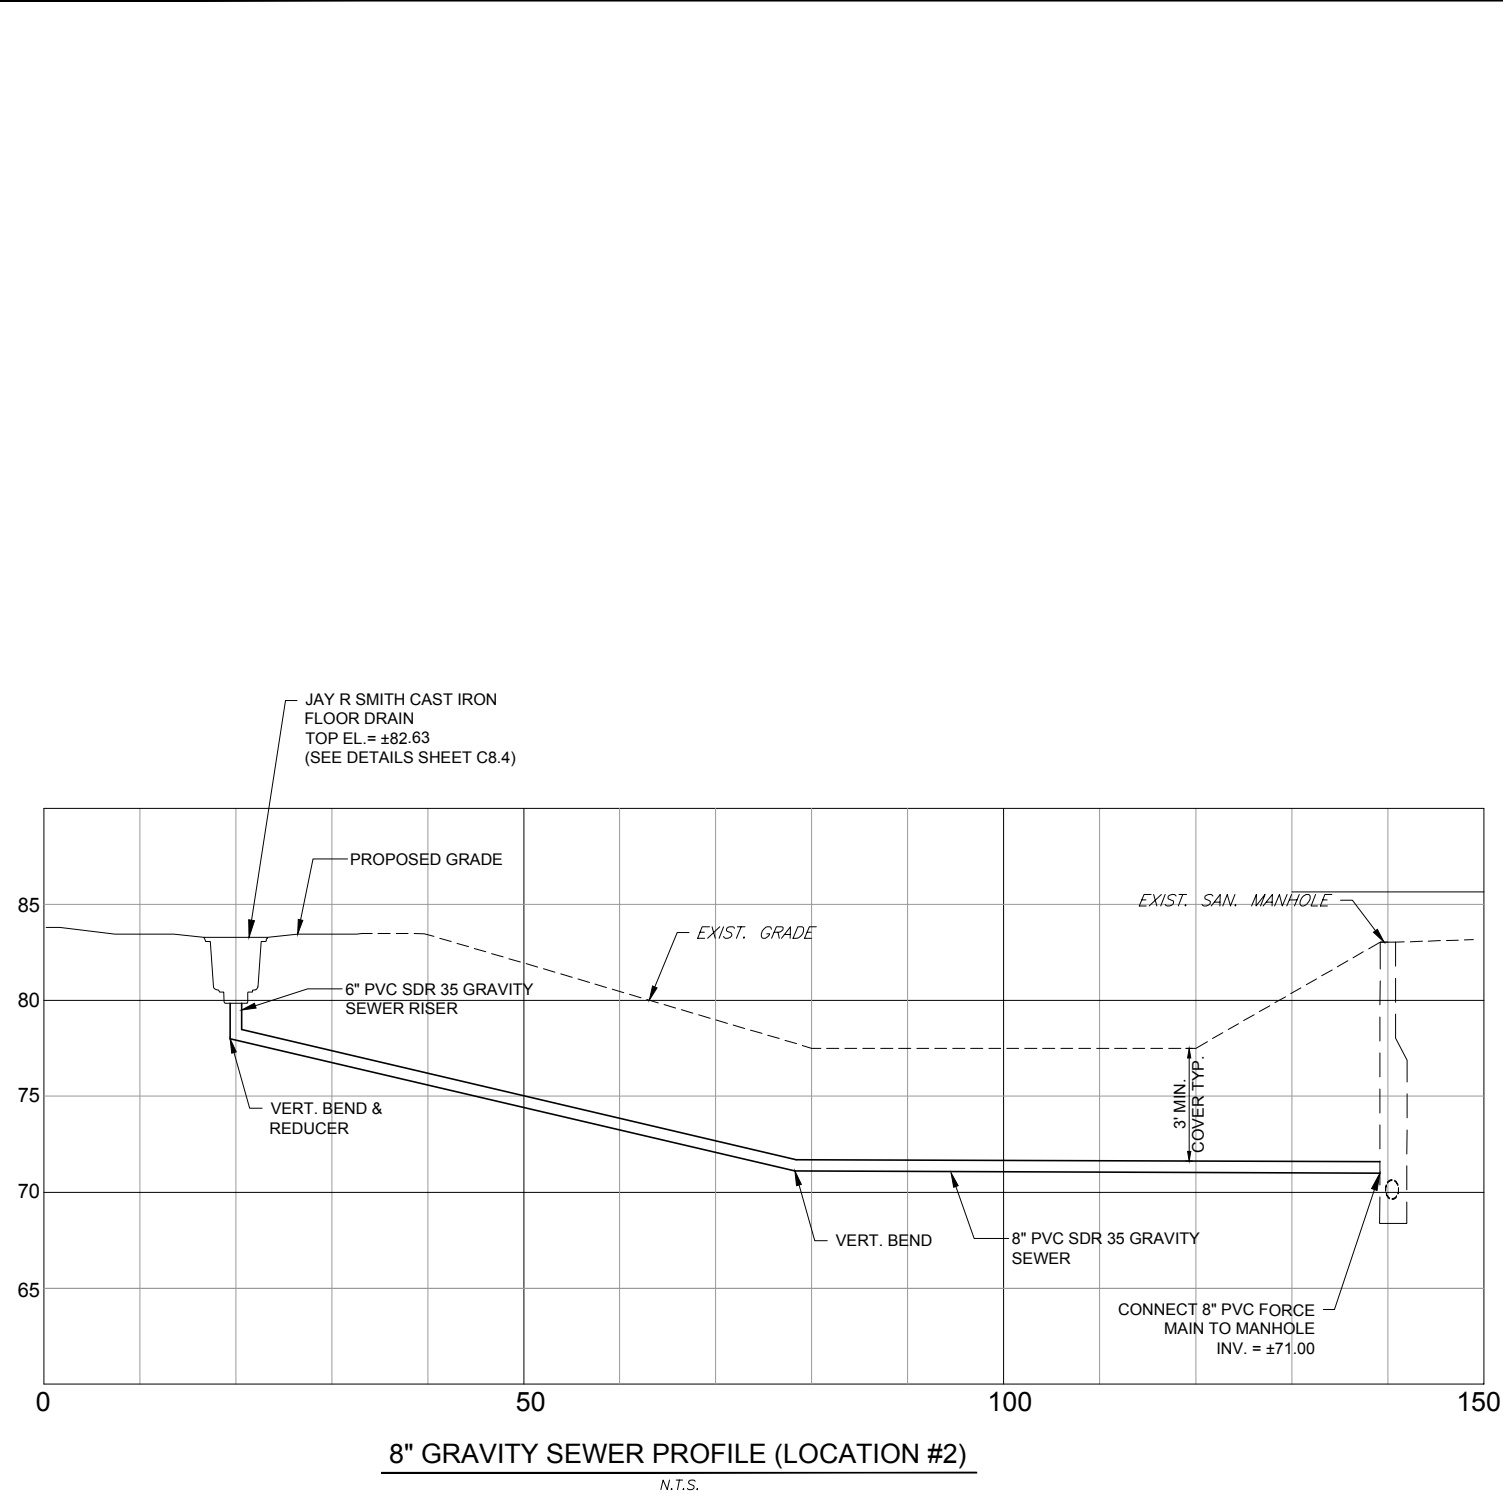 JAY R SMITH CAST IRON
FLOOR DRAIN
TOP EL.= ±82.63
(SEE DETAILS SHEET C8.4)
PROPOSED GRADE
85
EXIST. SAN. MANHOLE
EXIST. GRADE
6" PVC SDR 35 GRAVITY
SEWER RISER
80
75
VERT. BEND &
REDUCER
3' MIN.
COVER TYP.
70
VERT. BEND
8" PVC SDR 35 GRAVITY
SEWER
65
CONNECT 8" PVC FORCE
MAIN TO MANHOLE
INV. = ±71.00
0
50
100
150
8" GRAVITY SEWER PROFILE (LOCATION #2)
N.T.S.